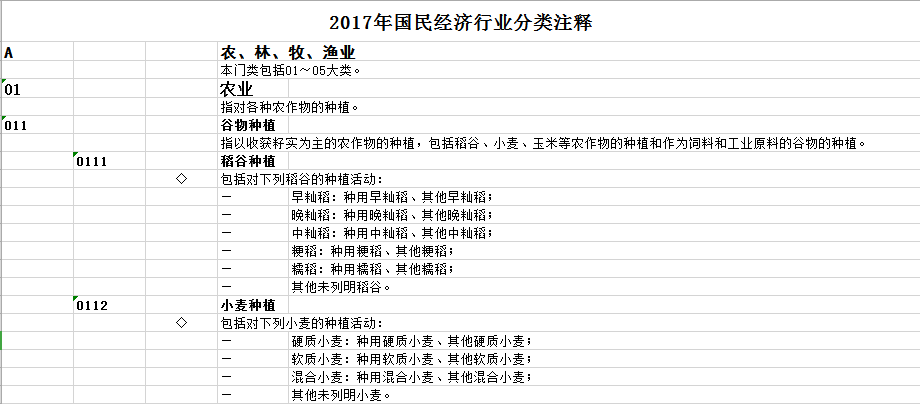 2017年国民经济行业分类注释
A 农、林、牧、渔业
本门类包括01～05大类。
01 农业
指对各种农作物的种植。
011 谷物种植
指以收获籽实为主的农作物的种植，包括稻谷、小麦、玉米等农作物的种植和作为饲料和工业原料的谷物的种植。
0111 稻谷种植
◇ 包括对下列稻谷的种植活动：
— 早籼稻：种用早籼稻、其他早籼稻；
— 晚籼稻：种用晚籼稻、其他晚籼稻；
— 中籼稻：种用中籼稻、其他中籼稻；
— 粳稻：种用粳稻、其他粳稻；
— 糯稻：种用糯稻、其他糯稻；
— 其他未列明稻谷。
0112 小麦种植
◇ 包括对下列小麦的种植活动：
— 硬质小麦：种用硬质小麦、其他硬质小麦；
— 软质小麦：种用软质小麦、其他软质小麦；
— 混合小麦：种用混合小麦、其他混合小麦；
— 其他未列明小麦。